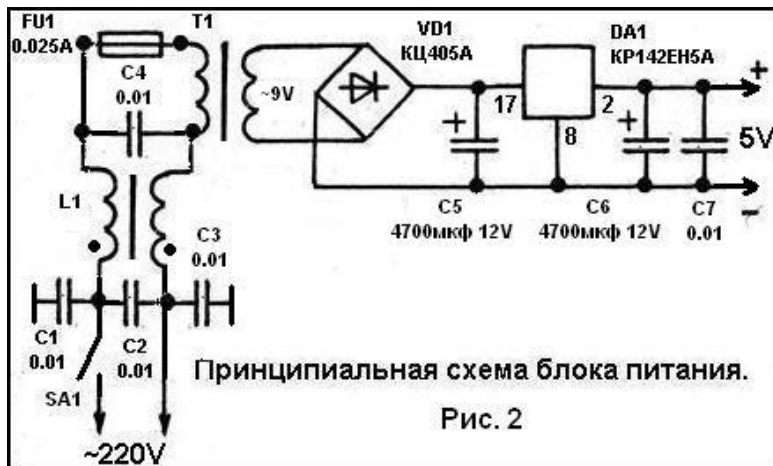 FU1
0.025A
T1
C4
0.01
~9V
VD1
КЦ405А
DA1
КР142ЕН5А
17
2
8
+
+
+
5V
-
C5
4700мкф 12V
C6
4700мкф 12V
C7
0.01
L1
C3
0.01
C1
0.01
C2
0.01
SA1
~220V
Принципиальная схема блока питания.
Рис. 2